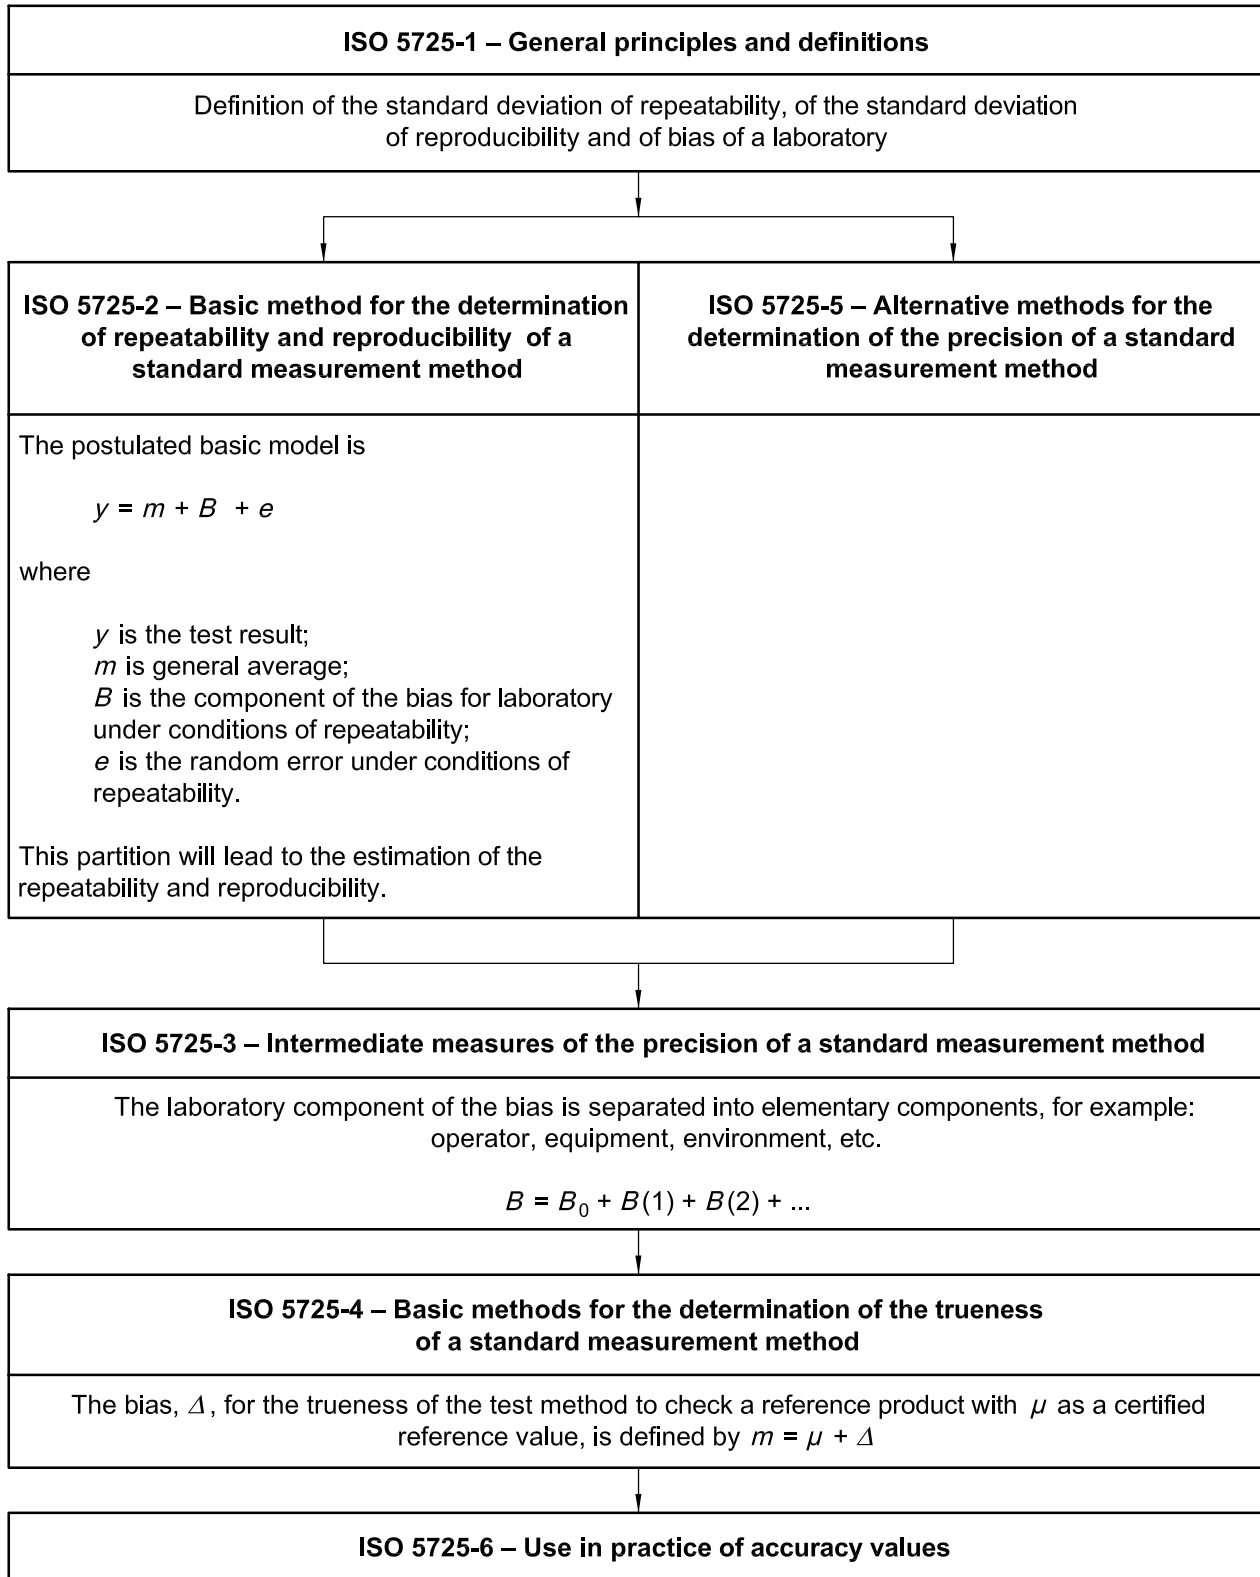 ISO 5725-1 – General principles and definitions
Definition of the standard deviation of repeatability, of the standard deviation
of reproducibility and of bias of a laboratory
ISO 5725-2 – Basic method for the determination
of repeatability and reproducibility of a
standard measurement method
The postulated basic model is
y = m + B + e
where
y is the test result;
m is general average;
B is the component of the bias for laboratory
under conditions of repeatability;
e is the random error under conditions of
repeatability.
This partition will lead to the estimation of the
repeatability and reproducibility.
ISO 5725-5 – Alternative methods for the
determination of the precision of a standard
measurement method
ISO 5725-3 – Intermediate measures of the precision of a standard measurement method
The laboratory component of the bias is separated into elementary components, for example:
operator, equipment, environment, etc.
B = B₀ + B(1) + B(2) + ...
ISO 5725-4 – Basic methods for the determination of the trueness
of a standard measurement method
The bias, Δ, for the trueness of the test method to check a reference product with μ as a certified
reference value, is defined by m = μ + Δ
ISO 5725-6 – Use in practice of accuracy values